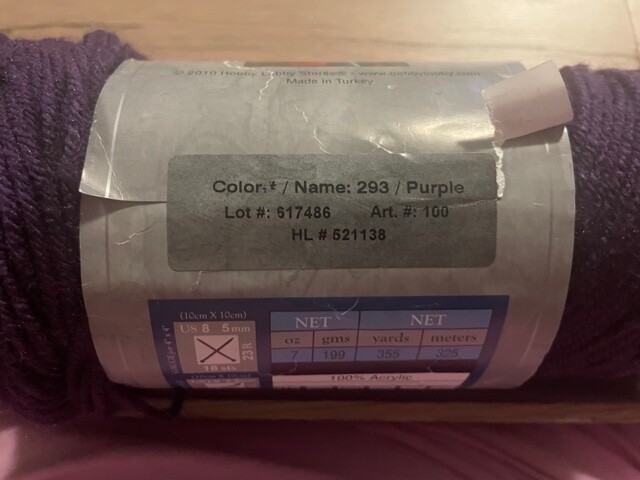 © 2010 Hobby Lobby Stores® • www.hobbylobby.com
Made in Turkey
Color # / Name: 293 / Purple
Lot #: 617486 Art. #: 100
HL # 521138
(10cm X 10cm)
US 8 5mm
4" x 4"
23 R
18 sts
NET NET
oz gms yards meters
7 199 355 325
100% Acrylic